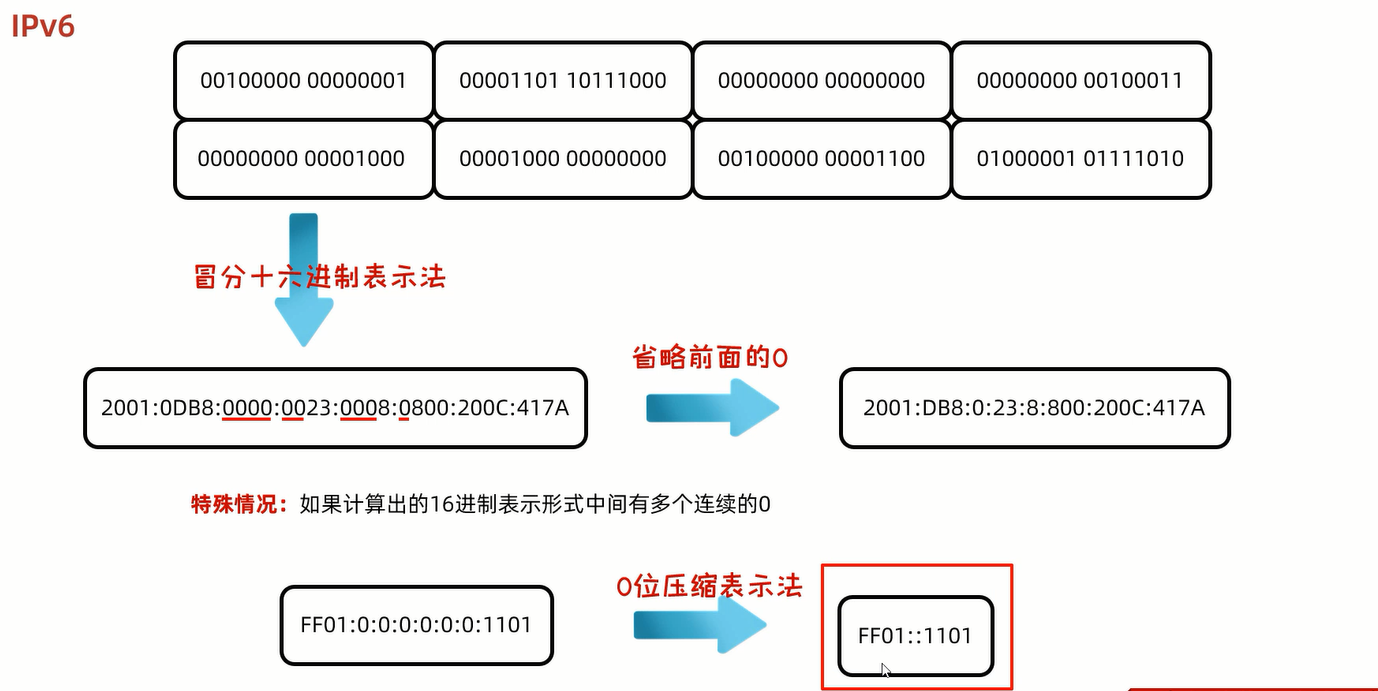 IPv6
00100000 00000001
00001101 10111000
00000000 00000000
00000000 00100011
00000000 00001000
00001000 00000000
00100000 00001100
01000001 01111010
冒分十六进制表示法
省略前面的0
2001:0DB8:0000:0023:0008:0800:200C:417A
2001:DB8:0:23:8:800:200C:417A
特殊情况：如果计算出的16进制表示形式中间有多个连续的0
0位压缩表示法
FF01:0:0:0:0:0:0:1101
FF01::1101